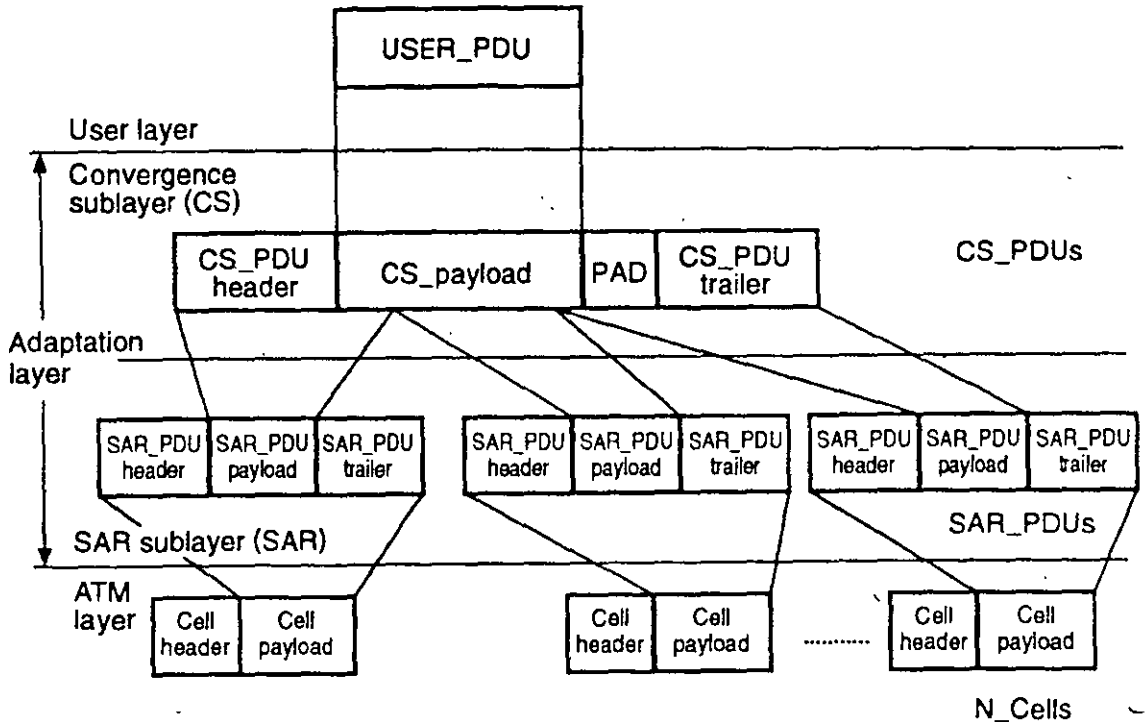 USER_PDU
User layer
Convergence
sublayer (CS)
CS_PDU
header
CS_payload
PAD
CS_PDU
trailer
CS_PDUs
Adaptation
layer
SAR_PDU
header
SAR_PDU
payload
SAR_PDU
trailer
SAR_PDU
header
SAR_PDU
payload
SAR_PDU
trailer
SAR_PDU
header
SAR_PDU
payload
SAR_PDU
trailer
SAR sublayer (SAR)
SAR_PDUs
ATM
layer
Cell
header
Cell
payload
Cell
header
Cell
payload
..........
Cell
header
Cell
payload
N_Cells